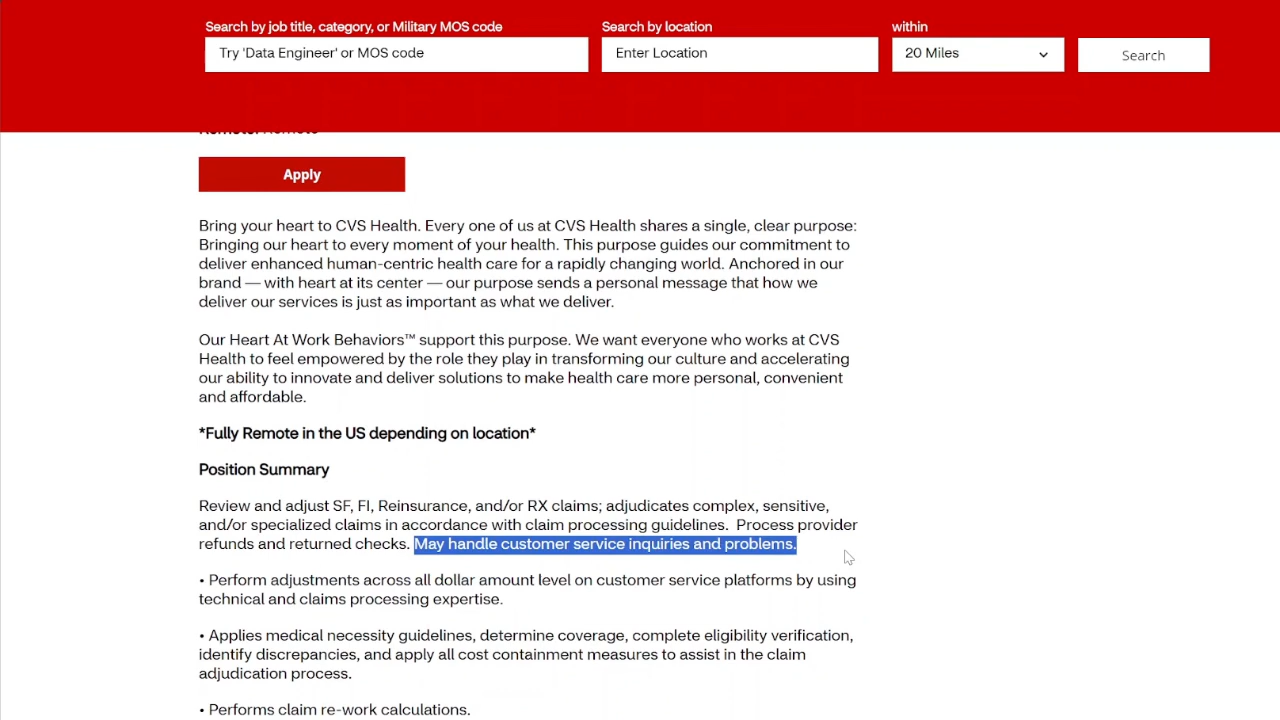 Search by job title, category, or Military MOS code
Search by location
within
Try 'Data Engineer' or MOS code
Enter Location
20 Miles
Search
Apply
Bring your heart to CVS Health. Every one of us at CVS Health shares a single, clear purpose:
Bringing our heart to every moment of your health. This purpose guides our commitment to
deliver enhanced human-centric health care for a rapidly changing world. Anchored in our
brand — with heart at its center — our purpose sends a personal message that how we
deliver our services is just as important as what we deliver.
Our Heart At Work Behaviors™ support this purpose. We want everyone who works at CVS
Health to feel empowered by the role they play in transforming our culture and accelerating
our ability to innovate and deliver solutions to make health care more personal, convenient
and affordable.
*Fully Remote in the US depending on location*
Position Summary
Review and adjust SF, FI, Reinsurance, and/or RX claims; adjudicates complex, sensitive,
and/or specialized claims in accordance with claim processing guidelines.  Process provider
refunds and returned checks. May handle customer service inquiries and problems.
• Perform adjustments across all dollar amount level on customer service platforms by using
technical and claims processing expertise.
• Applies medical necessity guidelines, determine coverage, complete eligibility verification,
identify discrepancies, and apply all cost containment measures to assist in the claim
adjudication process.
• Performs claim re-work calculations.